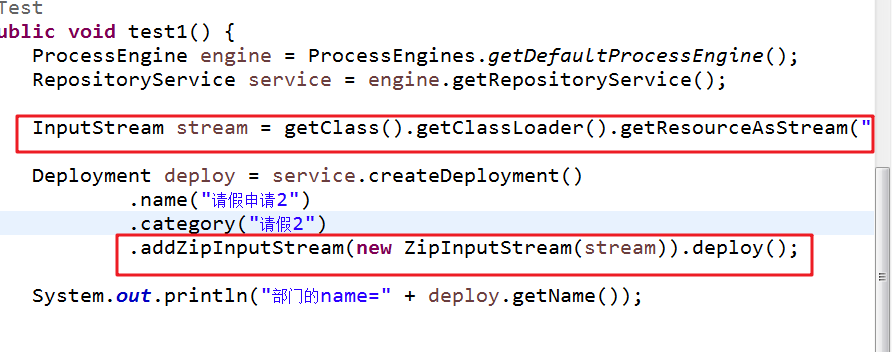 Test
ublic void test1() {
ProcessEngine engine = ProcessEngines.getDefaultProcessEngine();
RepositoryService service = engine.getRepositoryService();
InputStream stream = getClass().getClassLoader().getResourceAsStream("
Deployment deploy = service.createDeployment()
.name("请假申请2")
.category("请假2")
.addZipInputStream(new ZipInputStream(stream)).deploy();
System.out.println("部门的name=" + deploy.getName());